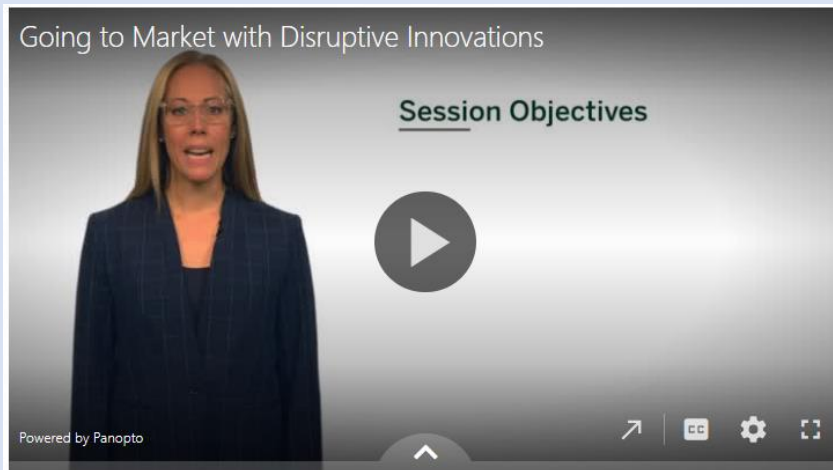 Going to Market with Disruptive Innovations
Session Objectives
Powered by Panopto
CC